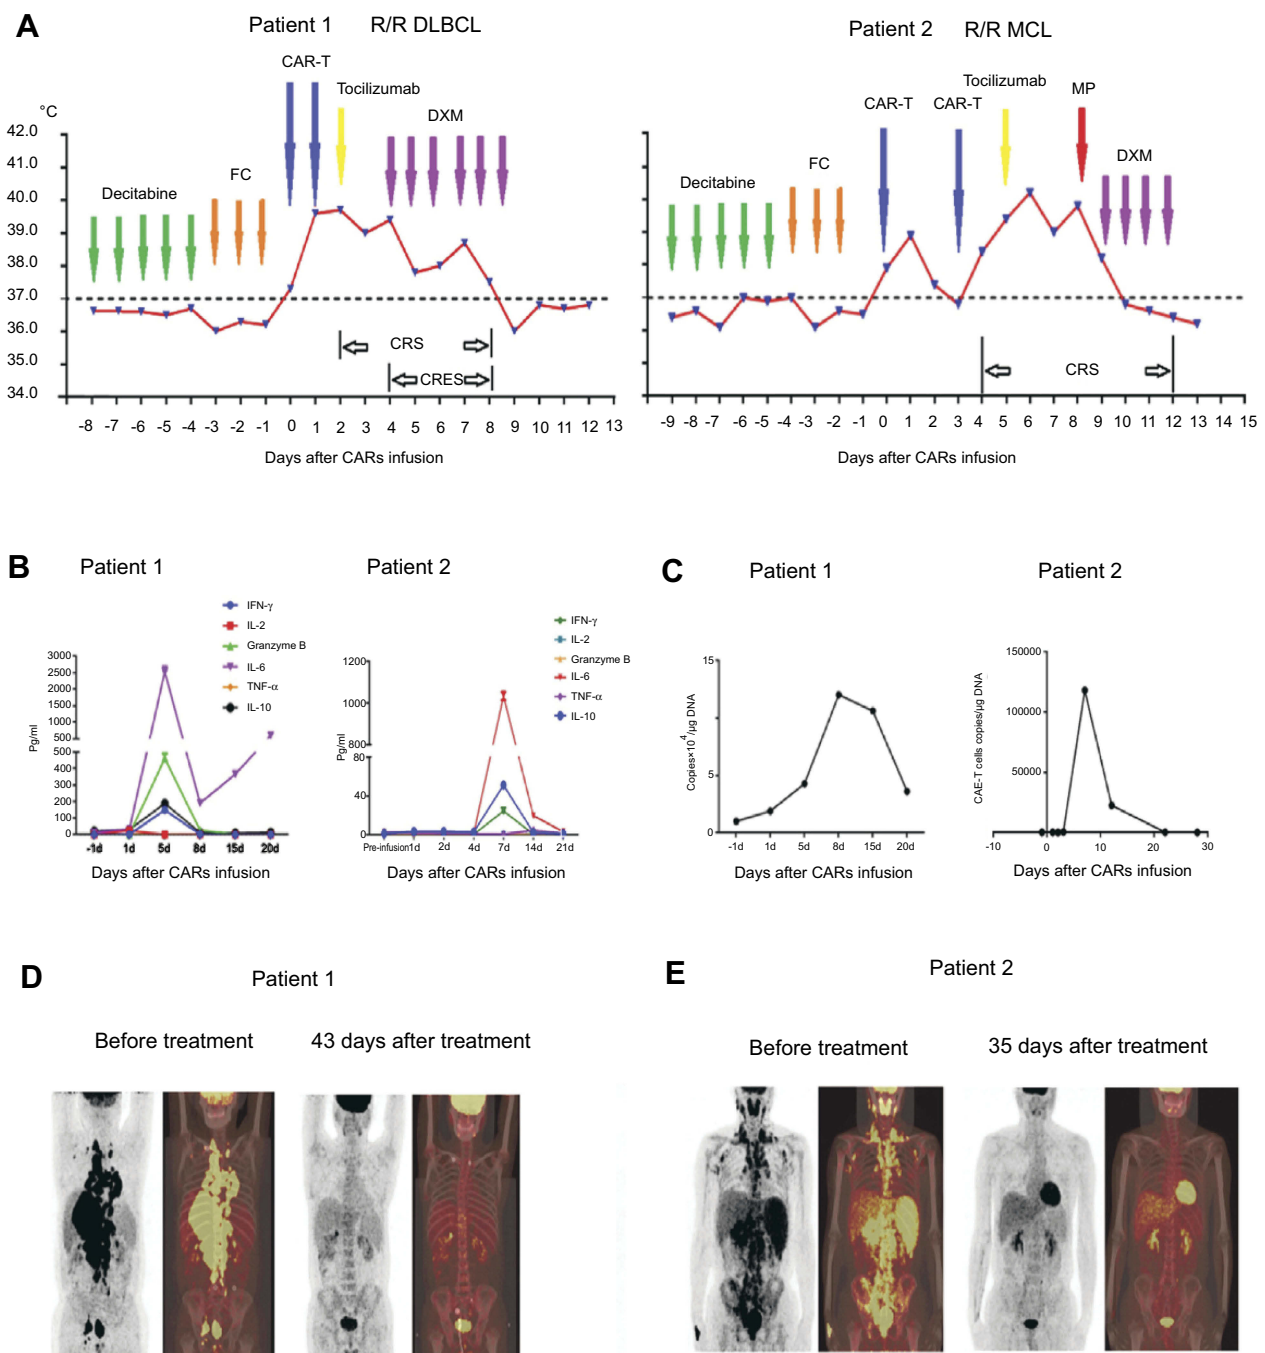 A
Patient 1 R/R DLBCL
CAR-T
Tocilizumab
DXM
FC
Decitabine
°C
42.0
41.0
40.0
39.0
38.0
37.0
36.0
35.0
34.0
CRS
CRES
-8 -7 -6 -5 -4 -3 -2 -1 0 1 2 3 4 5 6 7 8 9 10 11 12 13
Days after CARs infusion
Patient 2 R/R MCL
Tocilizumab
MP
CAR-T CAR-T
DXM
FC
Decitabine
CRS
-9 -8 -7 -6 -5 -4 -3 -2 -1 0 1 2 3 4 5 6 7 8 9 10 11 12 13 14 15
Days after CARs infusion
B
Patient 1
IFN-γ
IL-2
Granzyme B
IL-6
TNF-α
IL-10
Pg/ml
3000
2500
2000
1500
1000
500
500
400
300
200
100
0
-1d 1d 5d 8d 15d 20d
Days after CARs infusion
Patient 2
IFN-γ
IL-2
Granzyme B
IL-6
TNF-α
IL-10
Pg/ml
1200
1000
800
80
40
0
Pre-infusion1d 2d 4d 7d 14d 21d
Days after CARs infusion
C
Patient 1
Copies×10⁴/μg DNA
15
5
0
-1d 1d 5d 8d 15d 20d
Days after CARs infusion
Patient 2
CAE-T cells copies/μg DNA
150000
100000
50000
-10 0 10 20 30
Days after CARs infusion
D
Patient 1
Before treatment 43 days after treatment
E
Patient 2
Before treatment 35 days after treatment